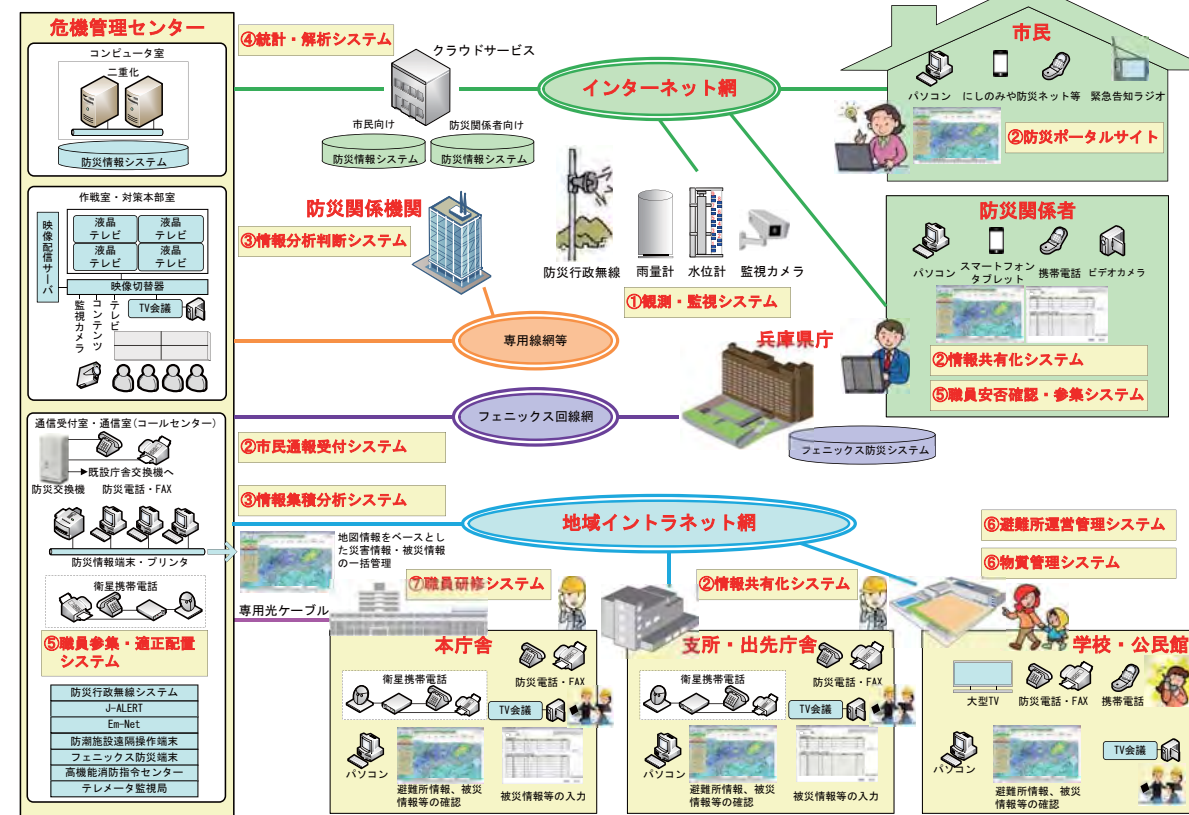 危機管理センター
コンピュータ室
二重化
防災情報システム
作戦室・対策本部室
映像配信サーバ
液晶
テレビ
液晶
テレビ
液晶
テレビ
液晶
テレビ
映像切替器
監視カメラ
コンテンツ
テレビ
TV会議
通信受付室・通信室(コールセンター)
既設庁舎交換機へ
防災交換機
防災電話・FAX
防災情報端末・プリンタ
衛星携帯電話
⑤職員参集・適正配置
システム
防災行政無線システム
J-ALERT
Em-Net
防潮施設遠隔操作端末
フェニックス防災端末
高機能消防指令センター
テレメータ監視局
④統計・解析システム
クラウドサービス
市民向け
防災情報システム
防災関係者向け
防災情報システム
インターネット網
防災関係機関
③情報分析判断システム
防災行政無線
雨量計
水位計
監視カメラ
①観測・監視システム
専用線網等
兵庫県庁
フェニックス回線網
フェニックス防災システム
②市民通報受付システム
③情報集積分析システム
地図情報をベースとし
た災害情報・被災情報
の一括管理
地域イントラネット網
専用光ケーブル
市民
パソコン
にしのみや防災ネット等
緊急告知ラジオ
②防災ポータルサイト
防災関係者
パソコン
スマートフォン
タブレット
携帯電話
ビデオカメラ
②情報共有化システム
⑤職員安否確認・参集システム
⑥避難所運営管理システム
⑥物質管理システム
⑦職員研修システム
本庁舎
防災電話・FAX
衛星携帯電話
TV会議
パソコン
避難所情報、被災
情報等の確認
被災情報等の入力
②情報共有化システム
支所・出先庁舎
防災電話・FAX
衛星携帯電話
TV会議
パソコン
避難所情報、被災
情報等の確認
被災情報等の入力
学校・公民館
大型TV
防災電話・FAX
携帯電話
パソコン
TV会議
避難所情報、被災
情報等の確認